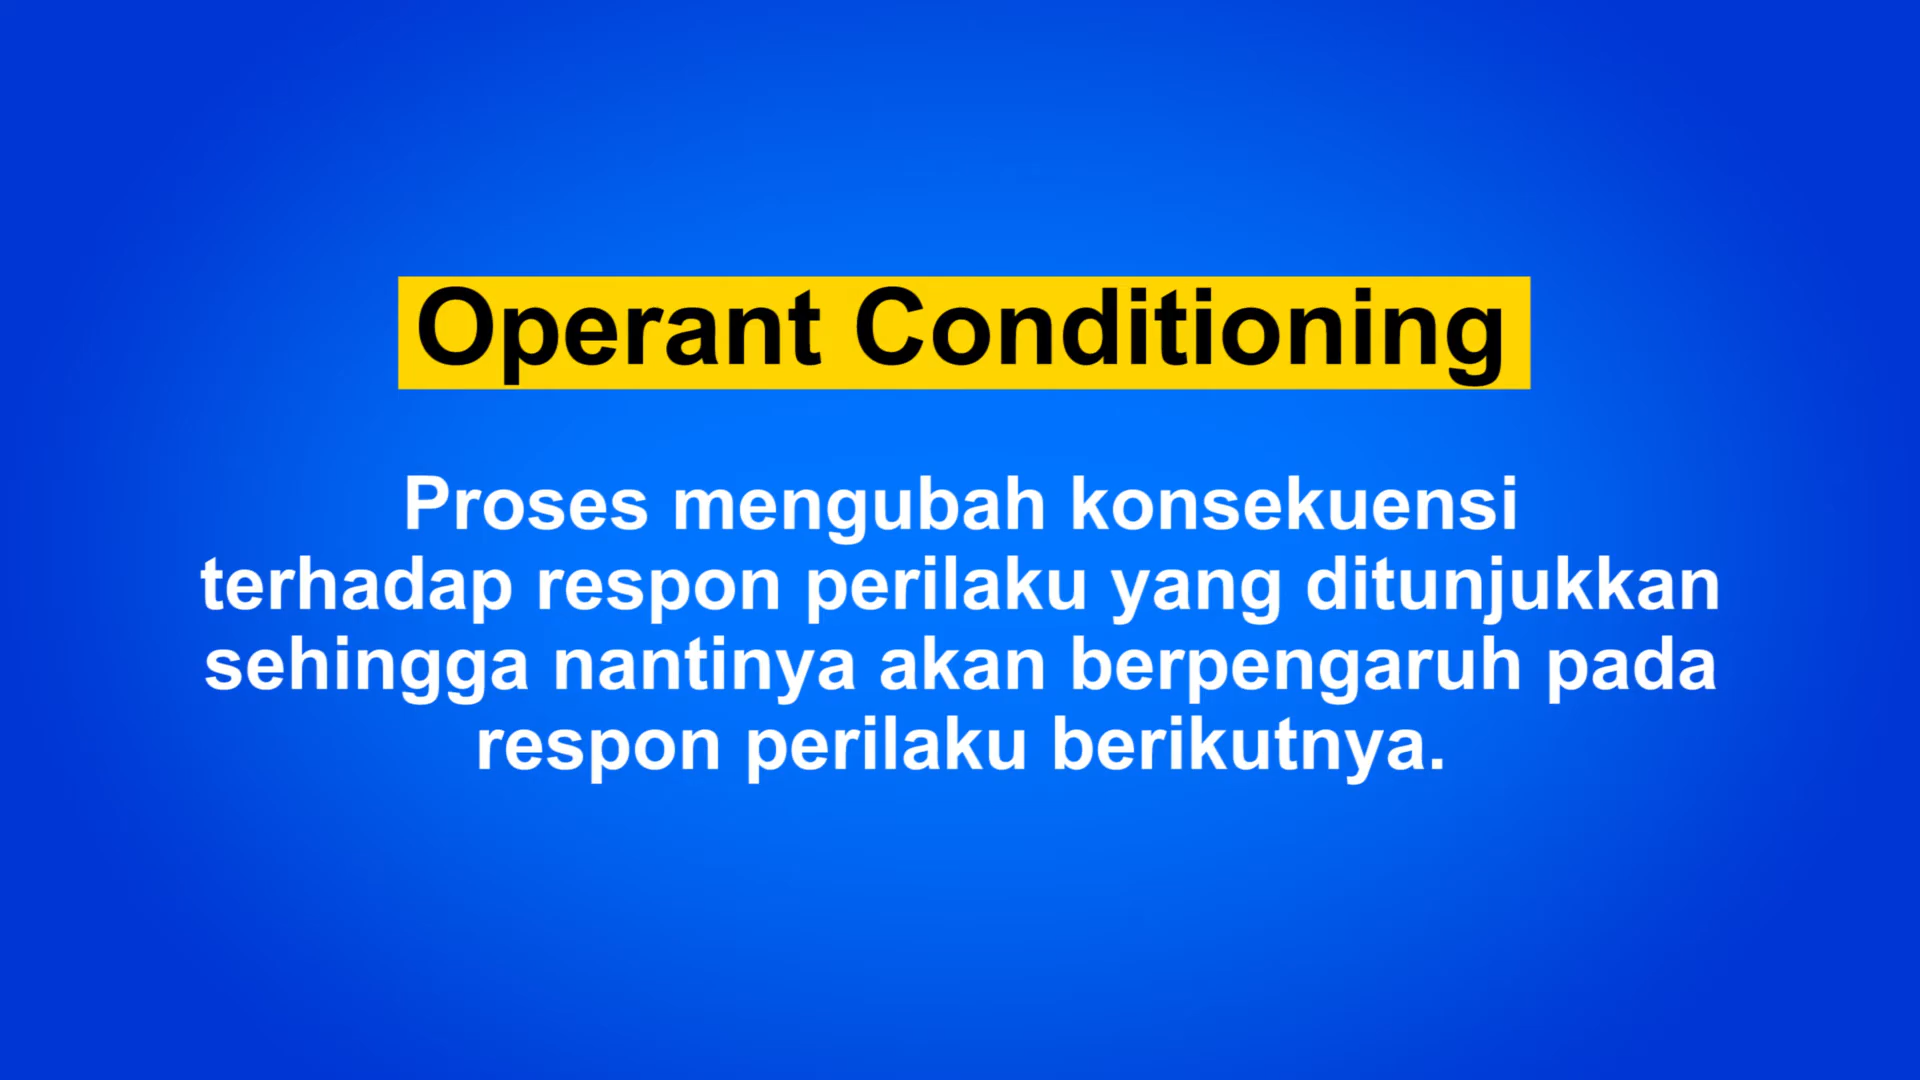 Operant Conditioning
Proses mengubah konsekuensi
terhadap respon perilaku yang ditunjukkan
sehingga nantinya akan berpengaruh pada
respon perilaku berikutnya.